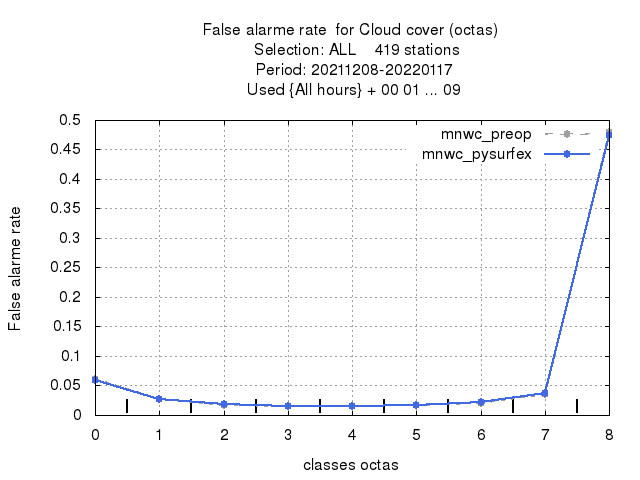 False alarme rate  for Cloud cover (octas)
Selection: ALL    419 stations
Period: 20211208-20220117
Used {All hours} + 00 01 ... 09
0.5
0.45
0.4
0.35
0.3
0.25
0.2
0.15
0.1
0.05
0
False alarme rate
mnwc_preop
mnwc_pysurfex
0 1 2 3 4 5 6 7 8
classes octas